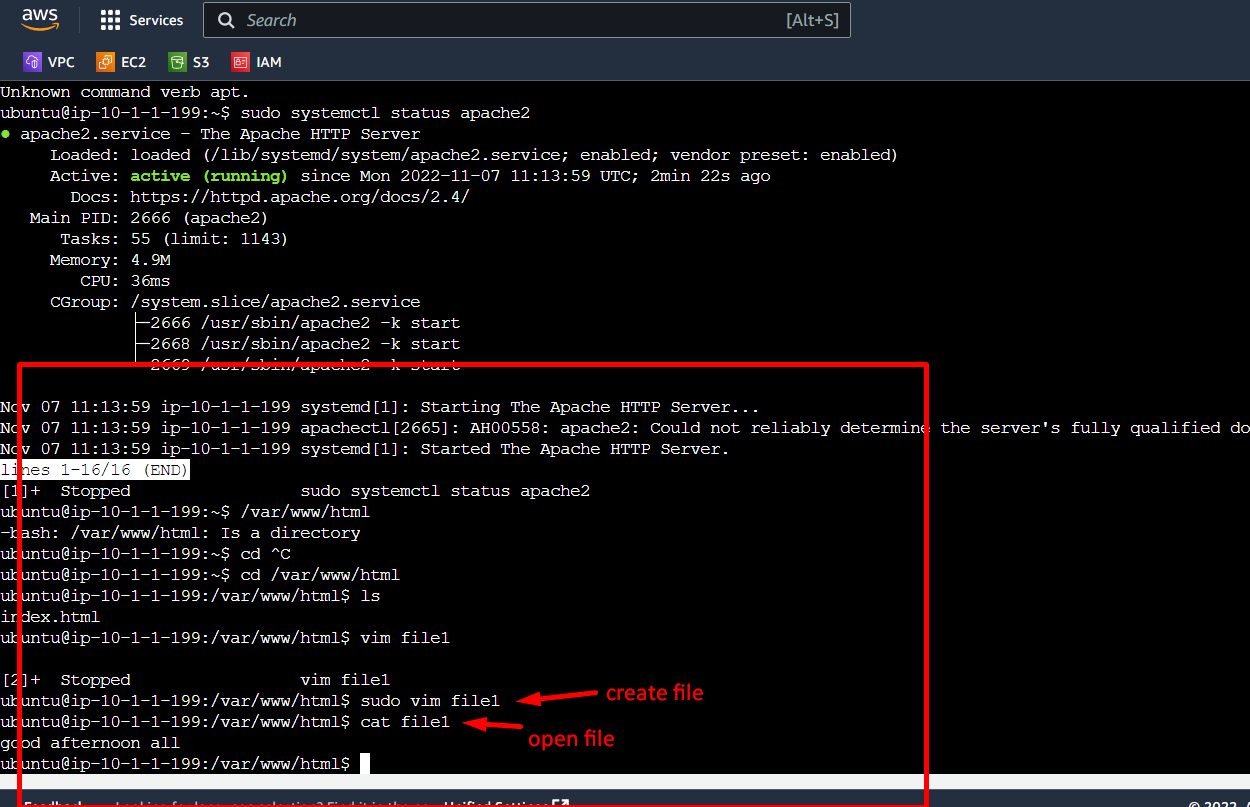 aws Services Search [Alt+S]
VPC EC2 S3 IAM
Unknown command verb apt.
ubuntu@ip-10-1-1-199:~$ sudo systemctl status apache2
● apache2.service - The Apache HTTP Server
Loaded: loaded (/lib/systemd/system/apache2.service; enabled; vendor preset: enabled)
Active: active (running) since Mon 2022-11-07 11:13:59 UTC; 2min 22s ago
Docs: https://httpd.apache.org/docs/2.4/
Main PID: 2666 (apache2)
Tasks: 55 (limit: 1143)
Memory: 4.9M
CPU: 36ms
CGroup: /system.slice/apache2.service
├─2666 /usr/sbin/apache2 -k start
├─2668 /usr/sbin/apache2 -k start
2669 /usr/sbin/apache2 -k start
Nov 07 11:13:59 ip-10-1-1-199 systemd[1]: Starting The Apache HTTP Server...
Nov 07 11:13:59 ip-10-1-1-199 apachectl[2665]: AH00558: apache2: Could not reliably determine the server's fully qualified do
Nov 07 11:13:59 ip-10-1-1-199 systemd[1]: Started The Apache HTTP Server.
lines 1-16/16 (END)
[1]+ Stopped sudo systemctl status apache2
ubuntu@ip-10-1-1-199:~$ /var/www/html
-bash: /var/www/html: Is a directory
ubuntu@ip-10-1-1-199:~$ cd ^C
ubuntu@ip-10-1-1-199:~$ cd /var/www/html
ubuntu@ip-10-1-1-199:/var/www/html$ ls
index.html
ubuntu@ip-10-1-1-199:/var/www/html$ vim file1
[2]+ Stopped vim file1
ubuntu@ip-10-1-1-199:/var/www/html$ sudo vim file1 create file
ubuntu@ip-10-1-1-199:/var/www/html$ cat file1
open file
good afternoon all
ubuntu@ip-10-1-1-199:/var/www/html$
Feedback Unified Settings © 2022,